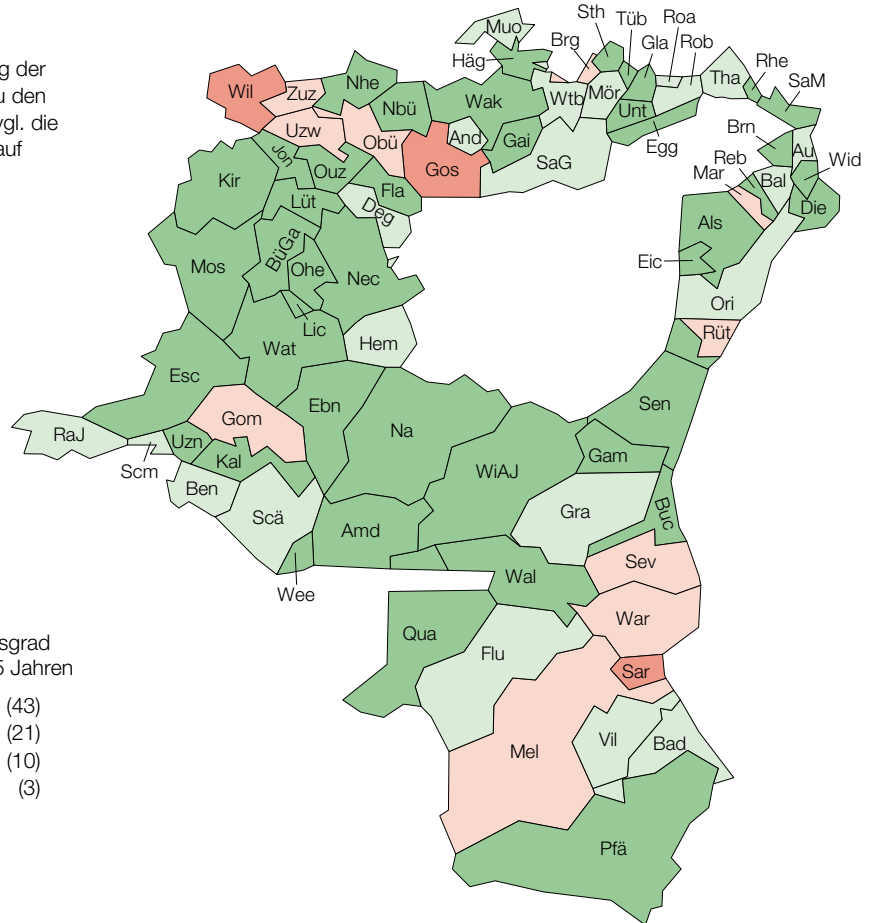 g der
u den
vgl. die
auf
Muo
Sth
Tüb
Roa
Brg
Gla
Rob
Häg
Rhe
Tha
SaM
Wil
Zuz
Nhe
Nbü
Wak
Wtb
Mör
Unt
Uzw
Obü
And
Gai
Egg
Brn
Au
Wid
Jon
Ouz
Gos
SaG
Reb
Mar
Bal
Kir
Fla
Lüt
Deg
Als
Die
BüGa
Eic
Mos
Ohe
Nec
Ori
Lic
Rüt
Wat
Hem
Esc
Sen
Ebn
Gom
Na
RaJ
Uzn
Scm
Kal
Gam
WiAJ
Ben
Scä
Gra
Buc
Amd
Sev
Wal
Wee
War
Qua
Flu
sgrad
5 Jahren
Sar
(43)
(21)
(10)
(3)
Vil
Bad
Mel
Pfä